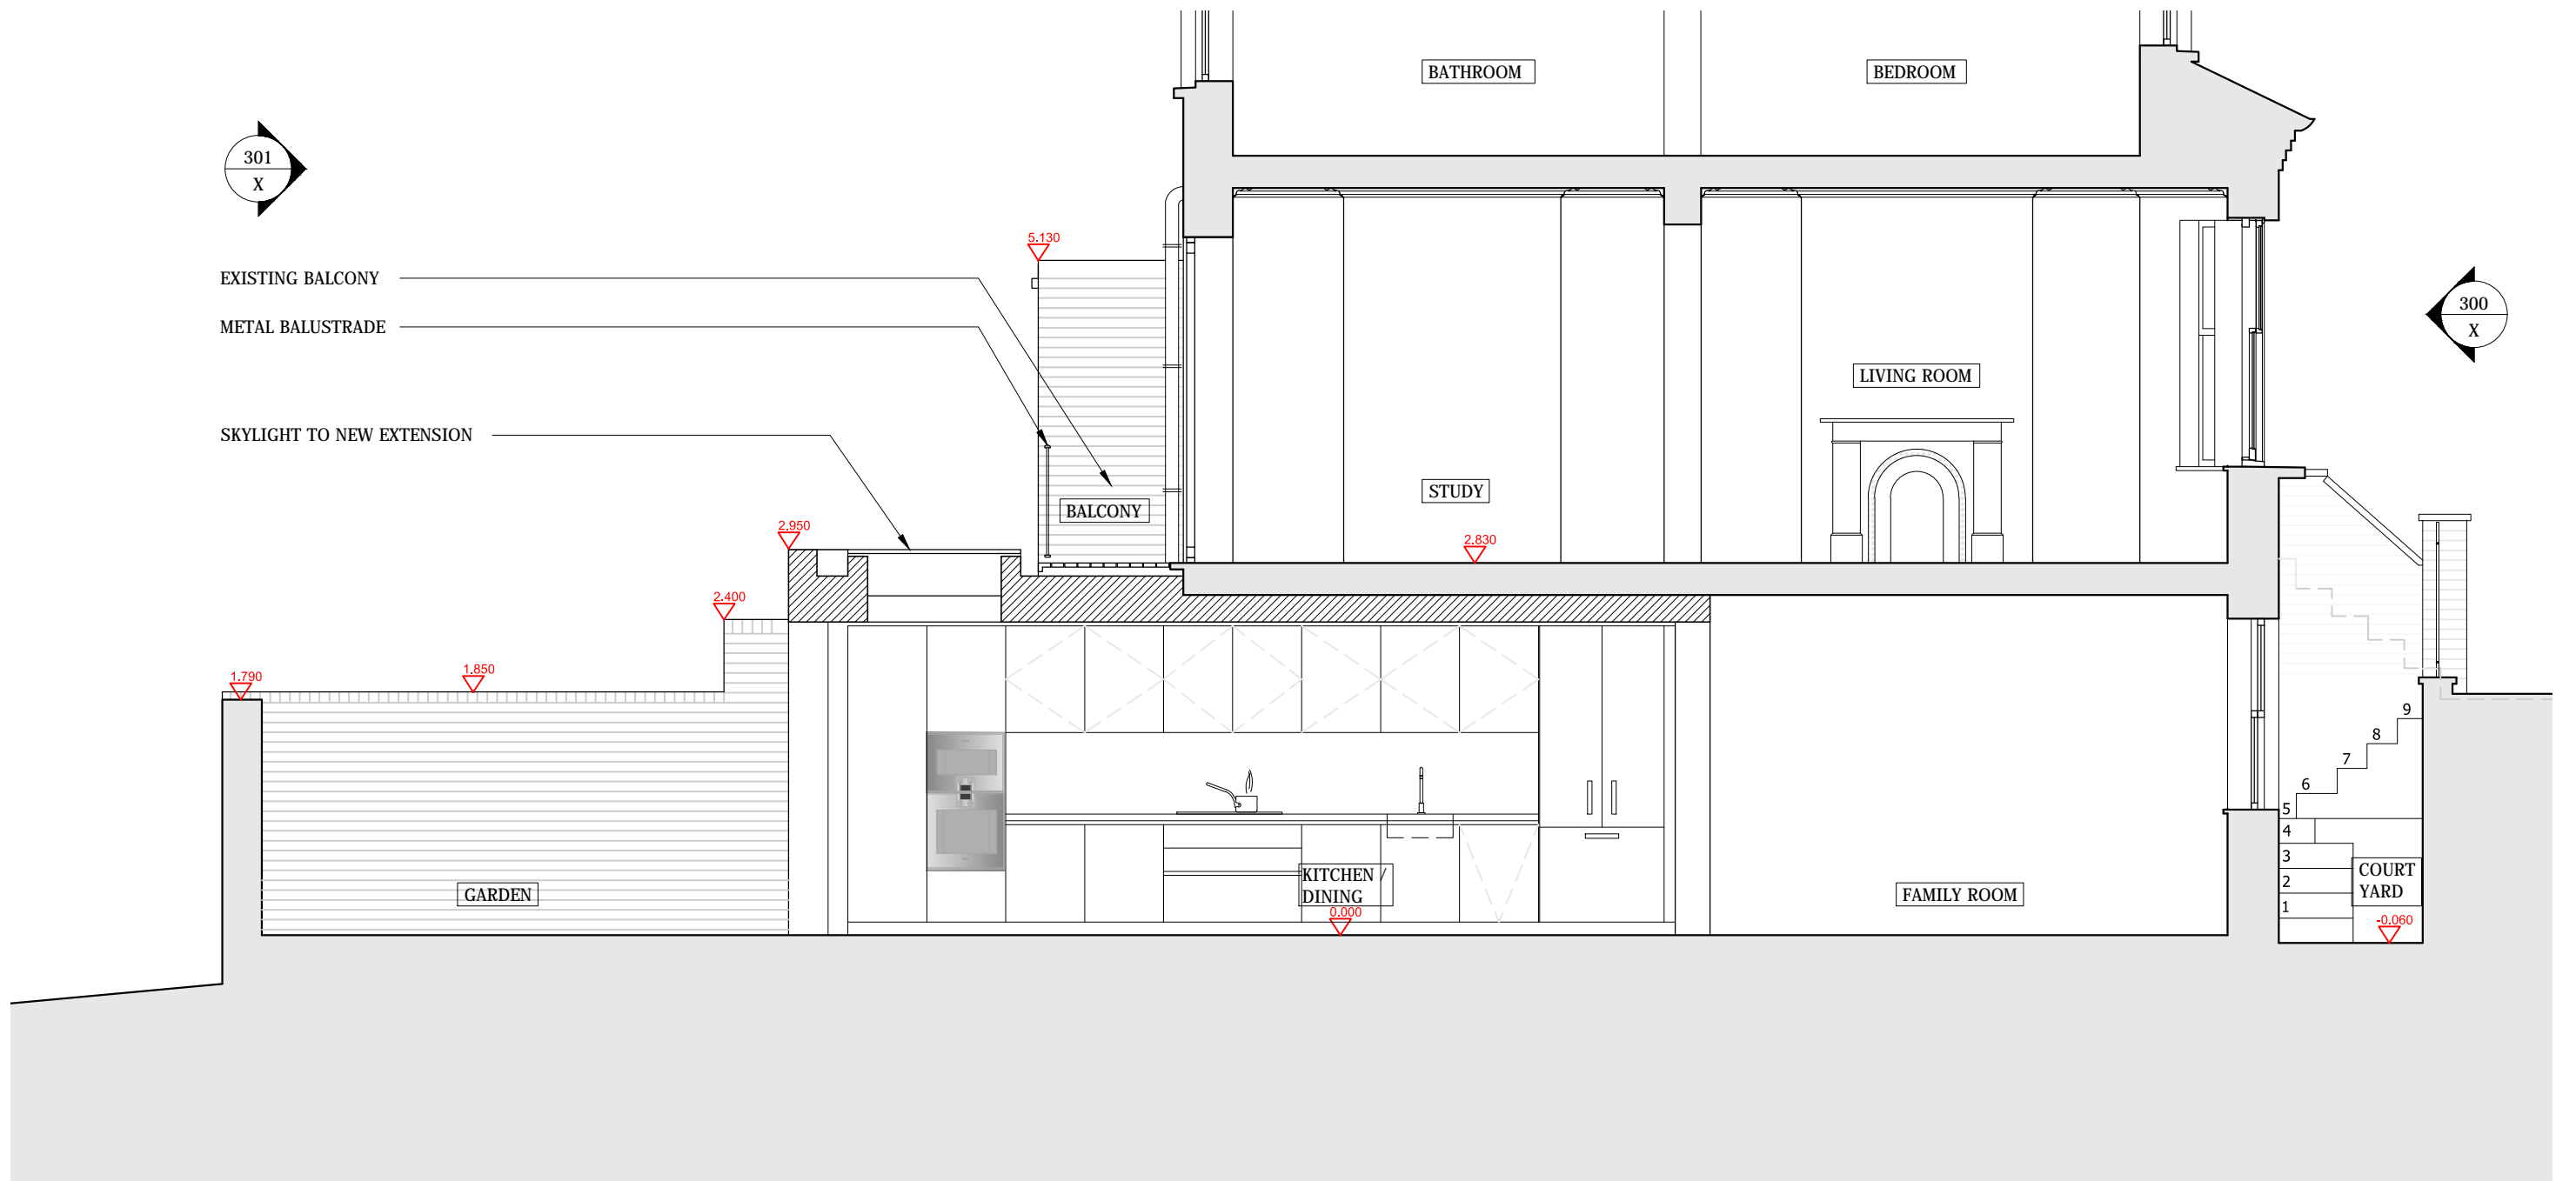 BATHROOM
BEDROOM
301
X
5.130
EXISTING BALCONY
300
X
METAL BALUSTRADE
LIVING ROOM
SKYLIGHT TO NEW EXTENSION
STUDY
BALCONY
2.950
2.830
2.400
1.790
1.850
9
8
7
6
5
4
3
2
1
COURT
YARD
-0.060
KITCHEN /
DINING
0.000
GARDEN
FAMILY ROOM